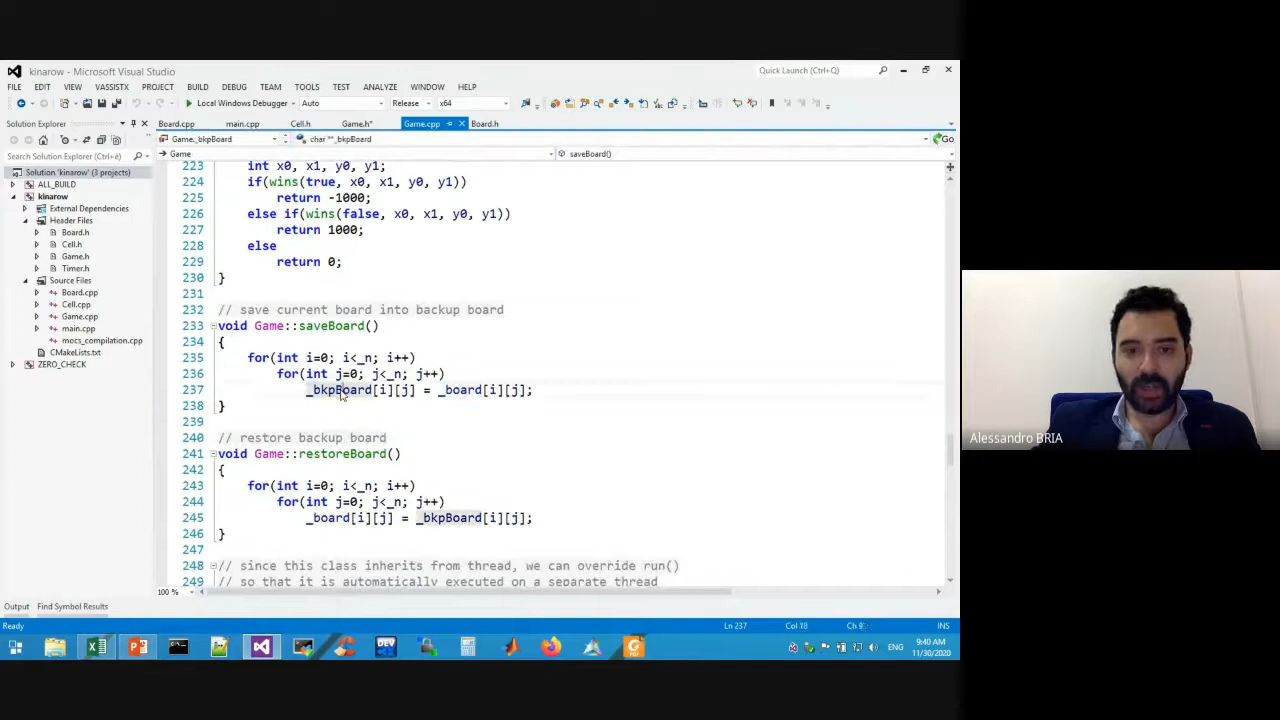 kinarow - Microsoft Visual Studio
Quick Launch (Ctrl+Q)
FILE EDIT VIEW VASSISTX PROJECT BUILD DEBUG TEAM TOOLS TEST ANALYZE WINDOW HELP
Local Windows Debugger Auto Release x64
Solution Explorer
Board.cpp main.cpp Cell.h Game.h* Game.cpp Board.h
Game._bkpBoard char ** _bkpBoard Go
Search Solution Explorer (Ctrl+è)
Game saveBoard()
Solution 'kinarow' (3 projects)
ALL_BUILD
kinarow
External Dependencies
Header Files
Board.h
Cell.h
Game.h
Timer.h
Source Files
Board.cpp
Cell.cpp
Game.cpp
main.cpp
mocs_compilation.cpp
CMakeLists.txt
ZERO_CHECK
223 int x0, x1, y0, y1;
224 if(wins(true, x0, x1, y0, y1))
225 return -1000;
226 else if(wins(false, x0, x1, y0, y1))
227 return 1000;
228 else
229 return 0;
230 }
231
232 // save current board into backup board
233 void Game::saveBoard()
234 {
235 for(int i=0; i<_n; i++)
236 for(int j=0; j<_n; j++)
237 _bkpBoard[i][j] = _board[i][j];
238 }
239
240 // restore backup board
241 void Game::restoreBoard()
242 {
243 for(int i=0; i<_n; i++)
244 for(int j=0; j<_n; j++)
245 _board[i][j] = _bkpBoard[i][j];
246 }
247
248 // since this class inherits from thread, we can override run()
249 // so that it is automatically executed on a separate thread
100 %
Output Find Symbol Results
Ready Ln 237 Col 18 Ch 9 INS
DEV
PDF
ENG
9:40 AM
11/30/2020
Alessandro BRIA